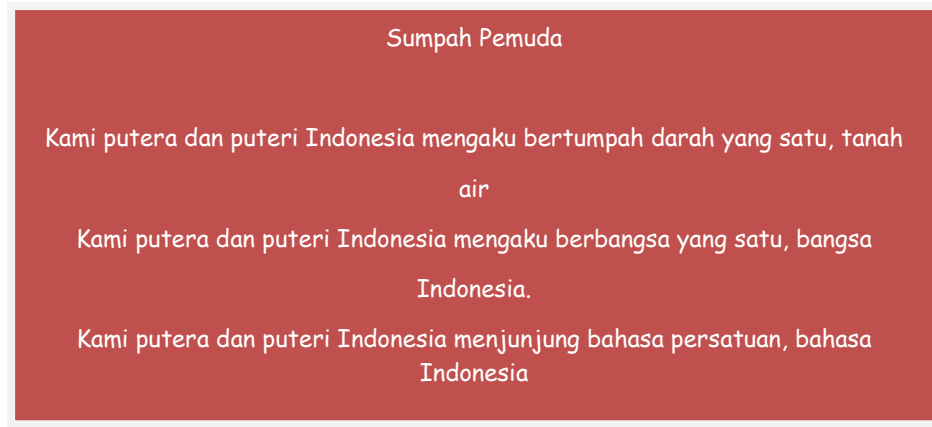 Sumpah Pemuda
Kami putera dan puteri Indonesia mengaku bertumpah darah yang satu, tanah
air
Kami putera dan puteri Indonesia mengaku berbangsa yang satu, bangsa
Indonesia.
Kami putera dan puteri Indonesia menjunjung bahasa persatuan, bahasa
Indonesia